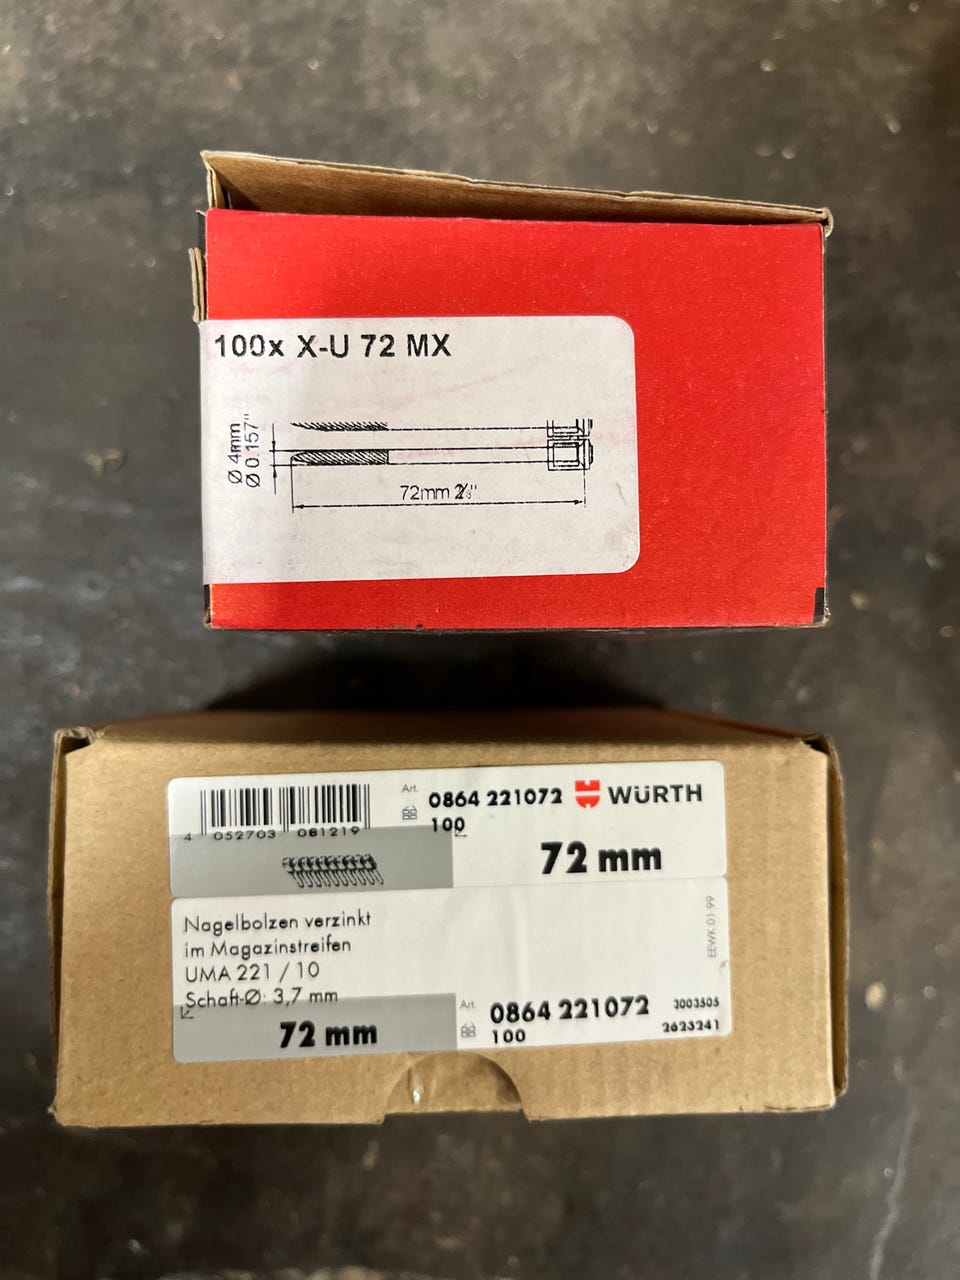 100x X-U 72 MX
Ø 4mm
Ø 0.157"
72mm
4 052703 081219
Art. 0864 221072 WÜRTH
100
72 mm
Nagelbolzen verzinkt
im Magazinstreifen
UMA 221 / 10
Schaft-Ø: 3,7 mm
72 mm
Art. 0864 221072
100
3003505
2623241
EEWK 01 99